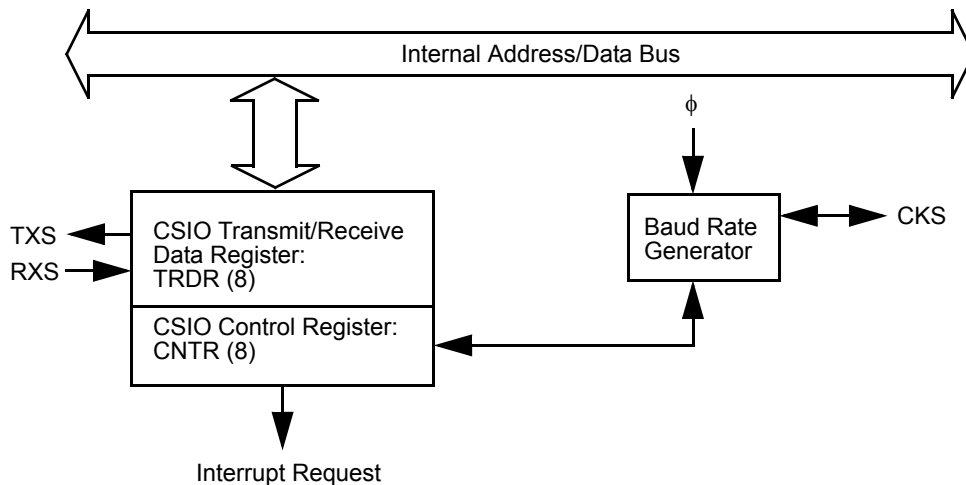 Internal Address/Data Bus
ϕ
TXS
RXS
CSIO Transmit/Receive
Data Register:
TRDR (8)
CSIO Control Register:
CNTR (8)
Baud Rate
Generator
CKS
Interrupt Request